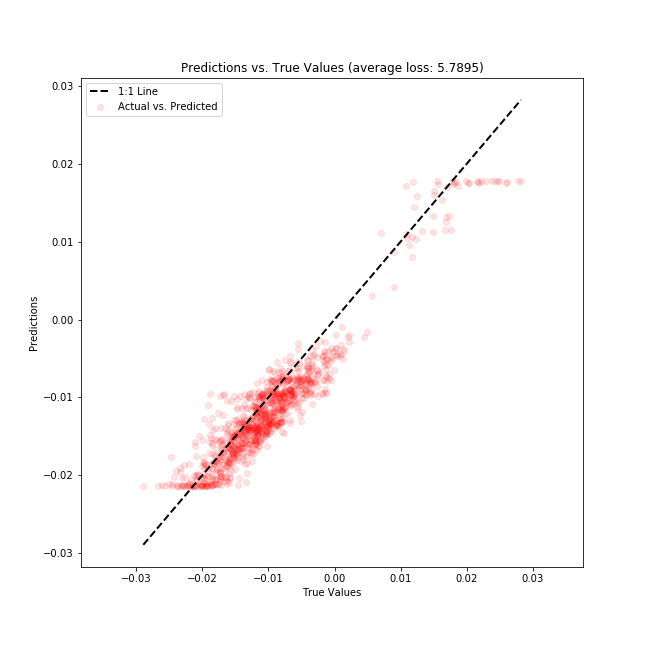 Predictions vs. True Values (average loss: 5.7895)
1:1 Line
Actual vs. Predicted
0.03
0.02
0.01
0.00
−0.01
−0.02
−0.03
Predictions
−0.03 −0.02 −0.01 0.00 0.01 0.02 0.03
True Values